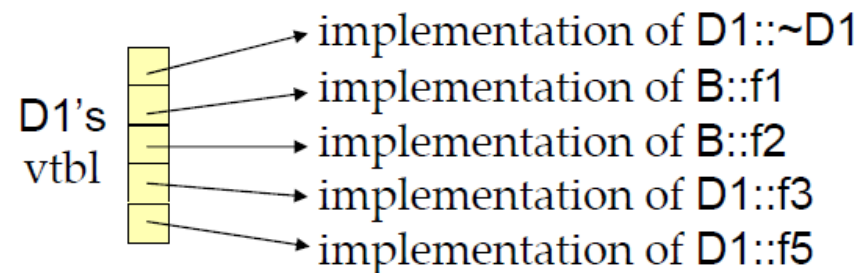 implementation of D1::~D1
implementation of B::f1
D1’s
vtbl
implementation of B::f2
implementation of D1::f3
implementation of D1::f5